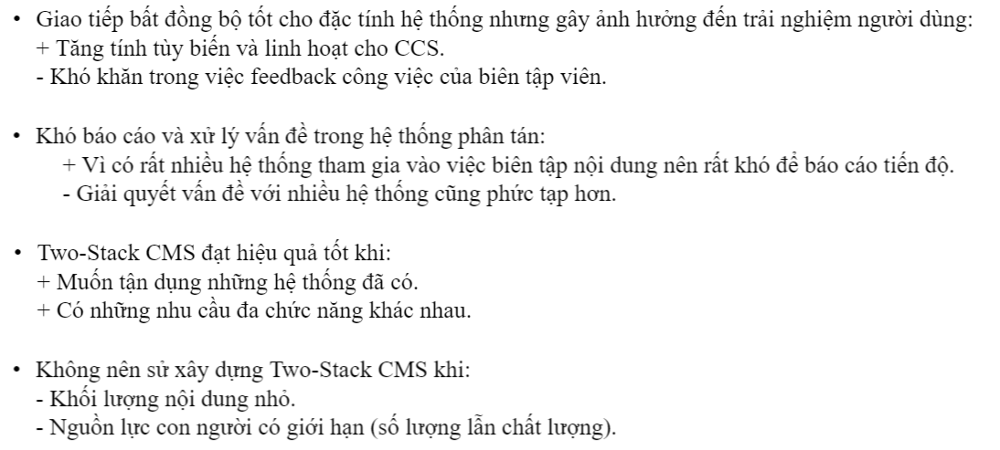 • Giao tiếp bất đồng bộ tốt cho đặc tính hệ thống nhưng gây ảnh hưởng đến trải nghiệm người dùng:
+ Tăng tính tùy biến và linh hoạt cho CCS.
- Khó khăn trong việc feedback công việc của biên tập viên.
• Khó báo cáo và xử lý vấn đề trong hệ thống phân tán:
+ Vì có rất nhiều hệ thống tham gia vào việc biên tập nội dung nên rất khó để báo cáo tiến độ.
- Giải quyết vấn đề với nhiều hệ thống cũng phức tạp hơn.
• Two-Stack CMS đạt hiệu quả tốt khi:
+ Muốn tận dụng những hệ thống đã có.
+ Có những nhu cầu đa chức năng khác nhau.
• Không nên sử xây dựng Two-Stack CMS khi:
- Khối lượng nội dung nhỏ.
- Nguồn lực con người có giới hạn (số lượng lẫn chất lượng).